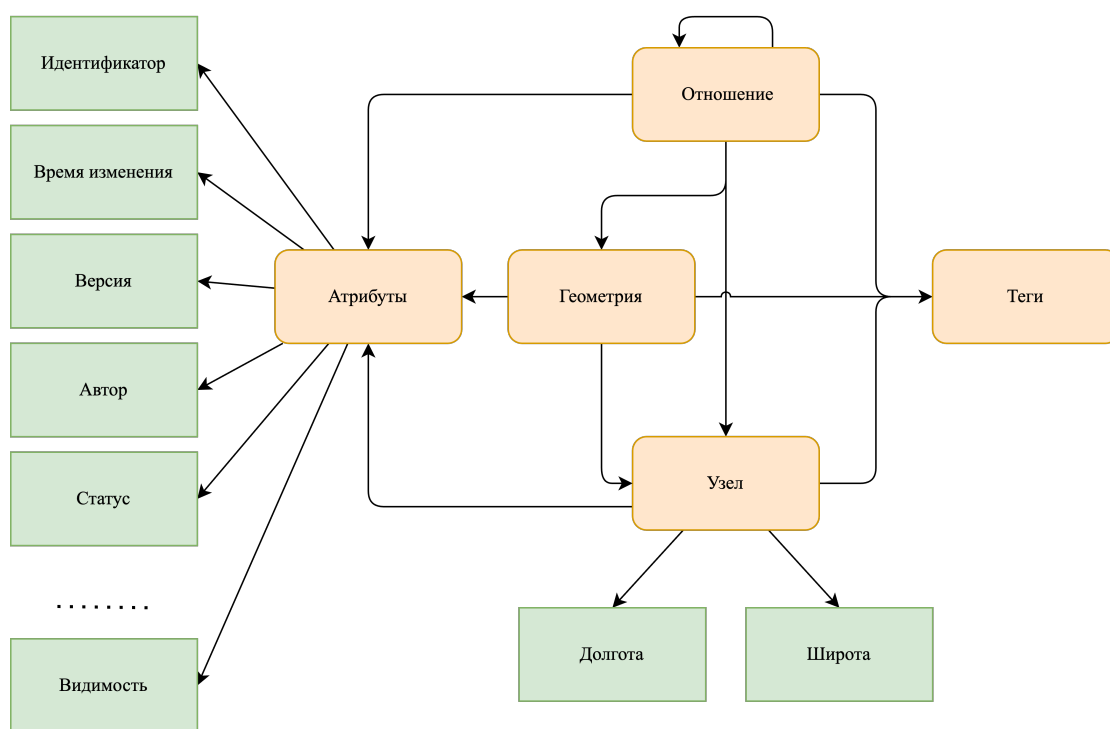 Идентификатор
Отношение
Время изменения
Версия
Атрибуты
Геометрия
Теги
Автор
Статус
Узел
........
Долгота
Широта
Видимость